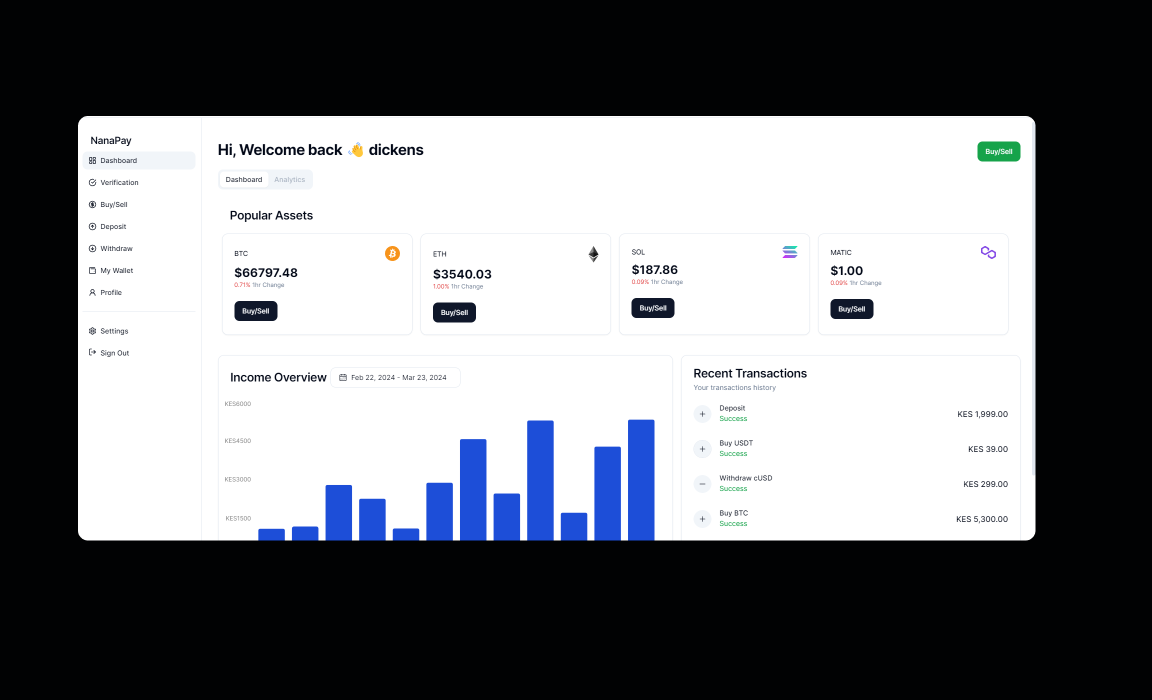 NanaPay
Dashboard
Verification
Buy/Sell
Deposit
Withdraw
My Wallet
Profile
Settings
Sign Out
Hi, Welcome back 👋 dickens
Buy/Sell
Dashboard Analytics
Popular Assets
BTC
$66797.48
0.71% 1hr Change
Buy/Sell
ETH
$3540.03
1.00% 1hr Change
Buy/Sell
SOL
$187.86
0.09% 1hr Change
Buy/Sell
MATIC
$1.00
0.09% 1hr Change
Buy/Sell
Income Overview
Feb 22, 2024 - Mar 23, 2024
KES6000
KES4500
KES3000
KES1500
Recent Transactions
Your transactions history
Deposit
Success
KES 1,999.00
Buy USDT
Success
KES 39.00
Withdraw cUSD
Success
KES 299.00
Buy BTC
Success
KES 5,300.00